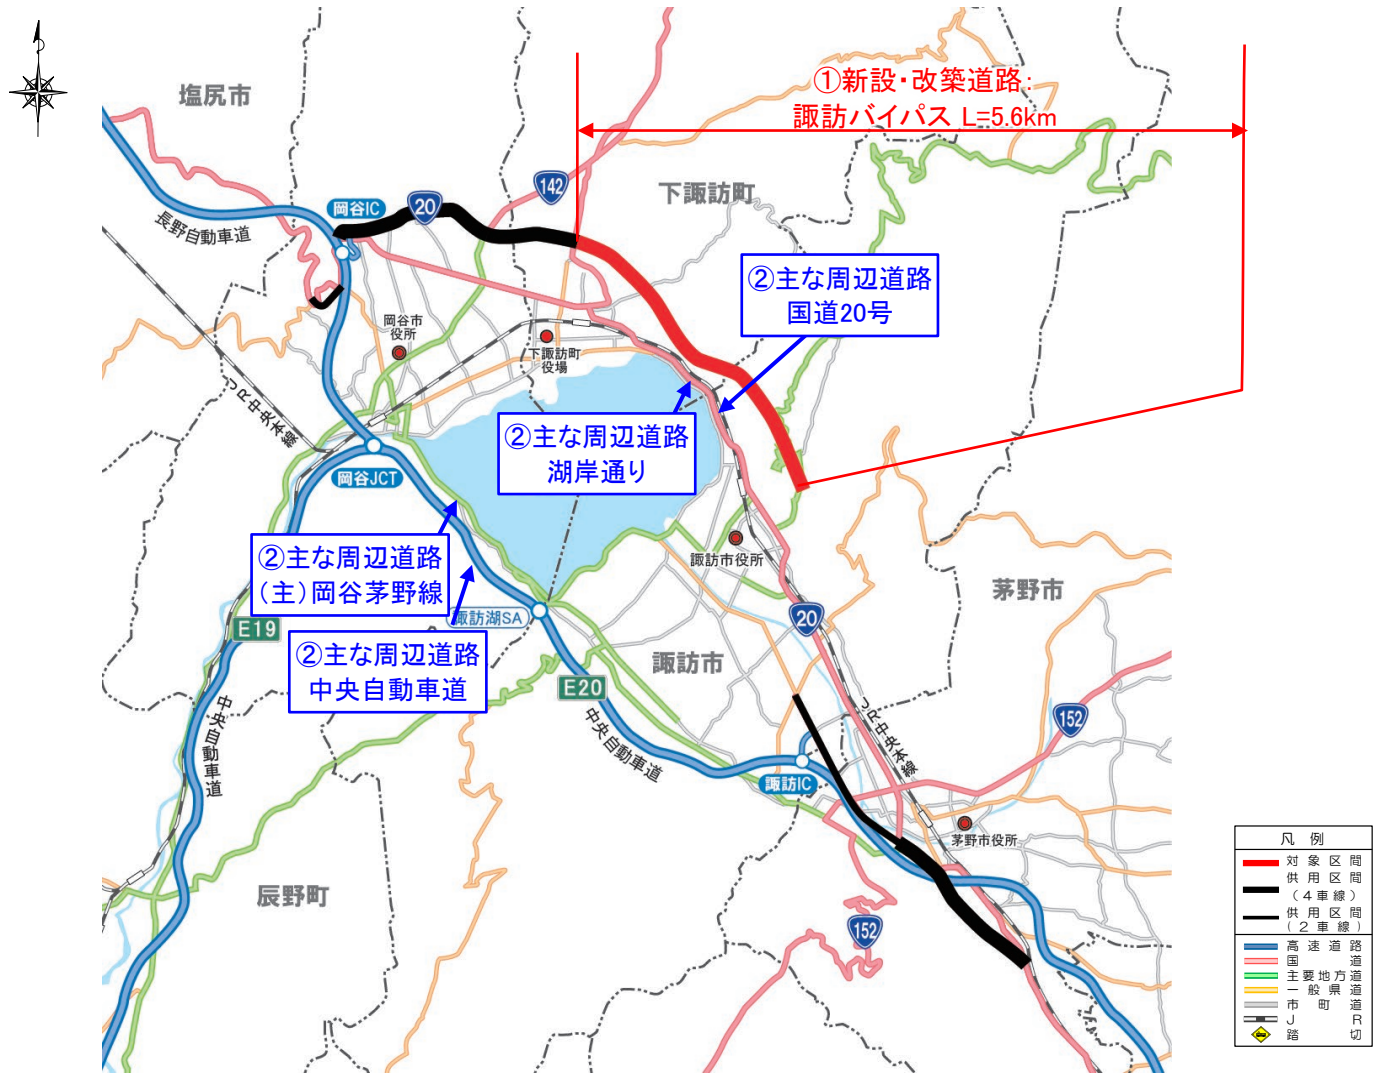 ①新設・改築道路:
諏訪バイパス L=5.6km
塩尻市
下諏訪町
142
20
岡谷IC
長野自動車道
②主な周辺道路
国道20号
岡谷市
役所
下諏訪町
役場
JR中央本線
②主な周辺道路
湖岸通り
岡谷JCT
②主な周辺道路
(主)岡谷茅野線
諏訪市役所
茅野市
諏訪湖SA
20
E19
②主な周辺道路
中央自動車道
諏訪市
E20
中央自動車道
中央自動車道
JR中央本線
152
諏訪IC
茅野市役所
辰野町
152
凡 例
対象区間
供用区間
(4車線)
供用区間
(2車線)
高速道路
国道
主要地方道
一般県道
市町道
JR
踏切